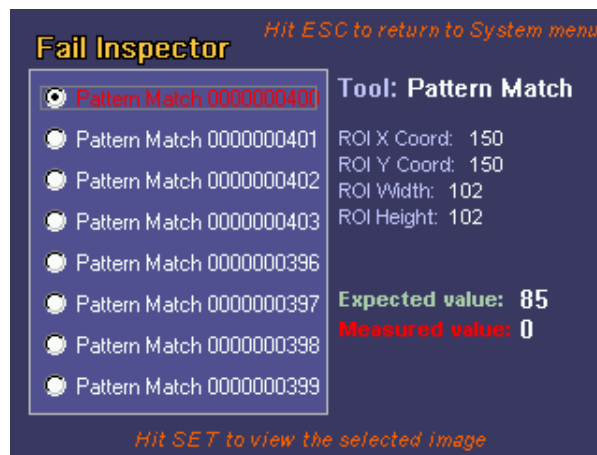 Hit ESC to return to System menu
Fail Inspector
Pattern Match 0000000400
Pattern Match 0000000401
Pattern Match 0000000402
Pattern Match 0000000403
Pattern Match 0000000396
Pattern Match 0000000397
Pattern Match 0000000398
Pattern Match 0000000399
Tool: Pattern Match
ROI X Coord: 150
ROI Y Coord: 150
ROI Width: 102
ROI Height: 102
Expected value: 85
Measured value: 0
Hit SET to view the selected image